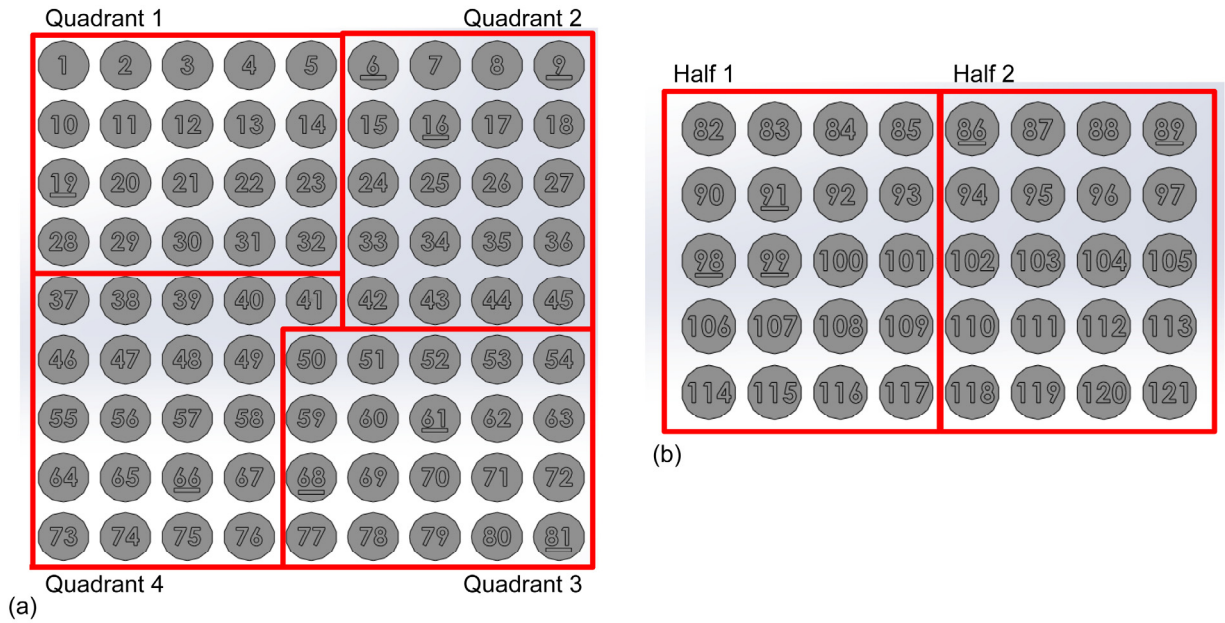 Quadrant 1 Quadrant 2
1 2 3 4 5 6 7 8 9
10 11 12 13 14 15 16 17 18
19 20 21 22 23 24 25 26 27
28 29 30 31 32 33 34 35 36
37 38 39 40 41 42 43 44 45
46 47 48 49 50 51 52 53 54
55 56 57 58 59 60 61 62 63
64 65 66 67 68 69 70 71 72
73 74 75 76 77 78 79 80 81
Quadrant 4 Quadrant 3
(a)
Half 1 Half 2
82 83 84 85 86 87 88 89
90 91 92 93 94 95 96 97
98 99 100 101 102 103 104 105
106 107 108 109 110 111 112 113
114 115 116 117 118 119 120 121
(b)